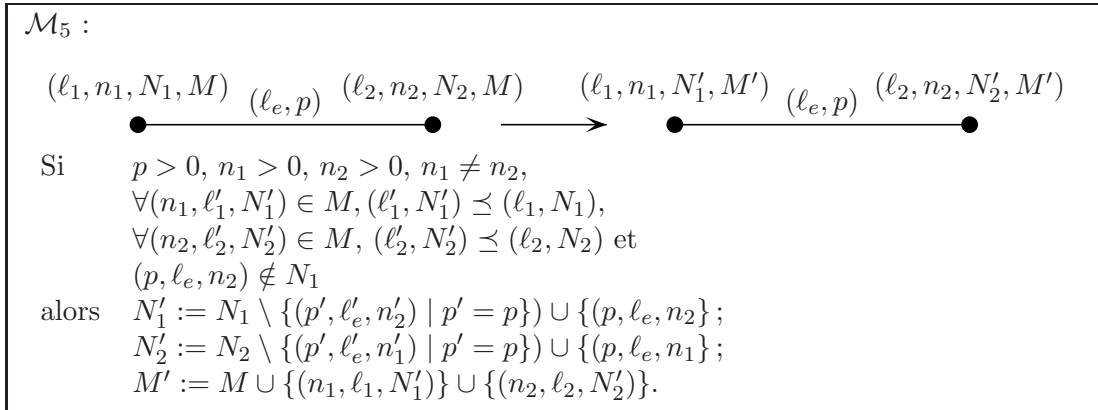 ℳ₅ :
(ℓ₁, n₁, N₁, M) (ℓₑ, p) (ℓ₂, n₂, N₂, M) (ℓ₁, n₁, N′₁, M′) (ℓₑ, p) (ℓ₂, n₂, N′₂, M′)
Si p > 0, n₁ > 0, n₂ > 0, n₁ ≠ n₂,
∀(n₁, ℓ′₁, N′₁) ∈ M, (ℓ′₁, N′₁) ⪯ (ℓ₁, N₁),
∀(n₂, ℓ′₂, N′₂) ∈ M, (ℓ′₂, N′₂) ⪯ (ℓ₂, N₂) et
(p, ℓₑ, n₂) ∉ N₁
alors N′₁ := N₁ \ {(p′, ℓ′ₑ, n′₂) | p′ = p}) ∪ {(p, ℓₑ, n₂} ;
N′₂ := N₂ \ {(p′, ℓ′ₑ, n′₁) | p′ = p}) ∪ {(p, ℓₑ, n₁} ;
M′ := M ∪ {(n₁, ℓ₁, N′₁)} ∪ {(n₂, ℓ₂, N′₂)}.